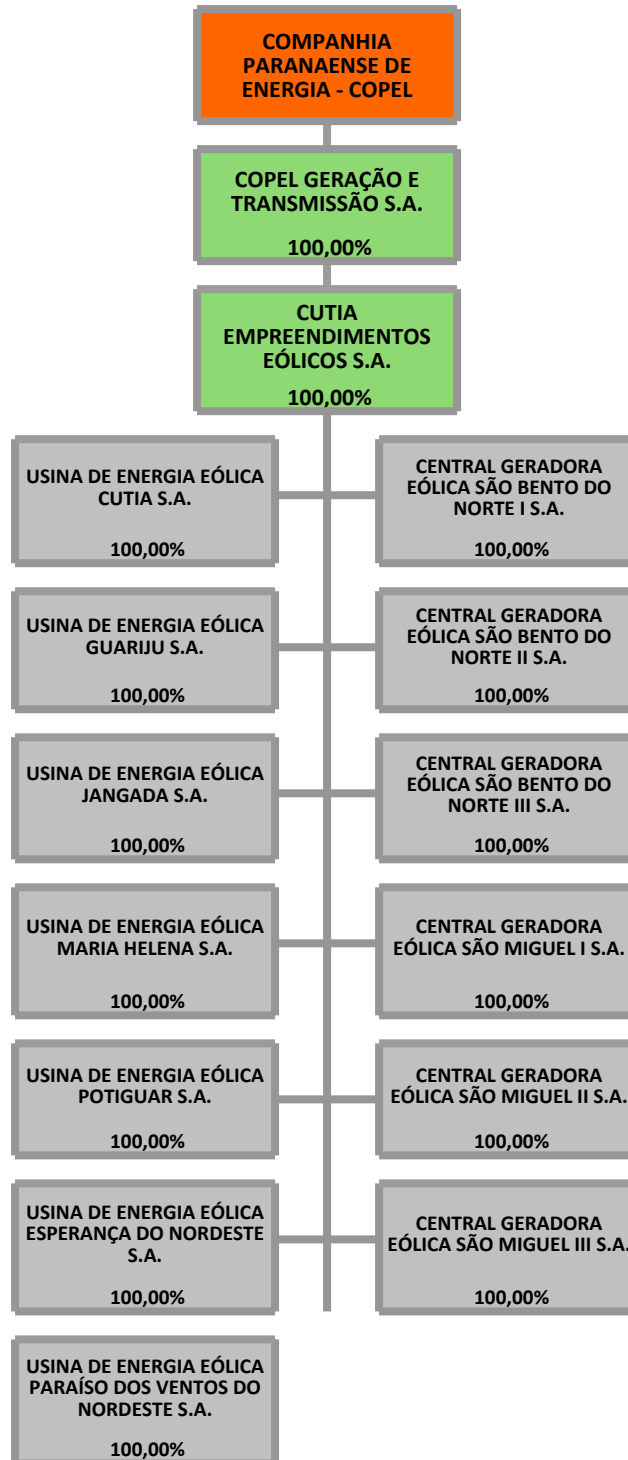 COMPANHIA
PARANAENSE DE
ENERGIA - COPEL
COPEL GERAÇÃO E
TRANSMISSÃO S.A.
100,00%
CUTIA
EMPREENDIMENTOS
EÓLICOS S.A.
100,00%
USINA DE ENERGIA EÓLICA
CUTIA S.A.
100,00%
CENTRAL GERADORA
EÓLICA SÃO BENTO DO
NORTE I S.A.
100,00%
USINA DE ENERGIA EÓLICA
GUARIJU S.A.
100,00%
CENTRAL GERADORA
EÓLICA SÃO BENTO DO
NORTE II S.A.
100,00%
USINA DE ENERGIA EÓLICA
JANGADA S.A.
100,00%
CENTRAL GERADORA
EÓLICA SÃO BENTO DO
NORTE III S.A.
100,00%
USINA DE ENERGIA EÓLICA
MARIA HELENA S.A.
100,00%
CENTRAL GERADORA
EÓLICA SÃO MIGUEL I S.A.
100,00%
USINA DE ENERGIA EÓLICA
POTIGUAR S.A.
100,00%
CENTRAL GERADORA
EÓLICA SÃO MIGUEL II S.A.
100,00%
USINA DE ENERGIA EÓLICA
ESPERANÇA DO NORDESTE
S.A.
100,00%
CENTRAL GERADORA
EÓLICA SÃO MIGUEL III S.A.
100,00%
USINA DE ENERGIA EÓLICA
PARAÍSO DOS VENTOS DO
NORDESTE S.A.
100,00%